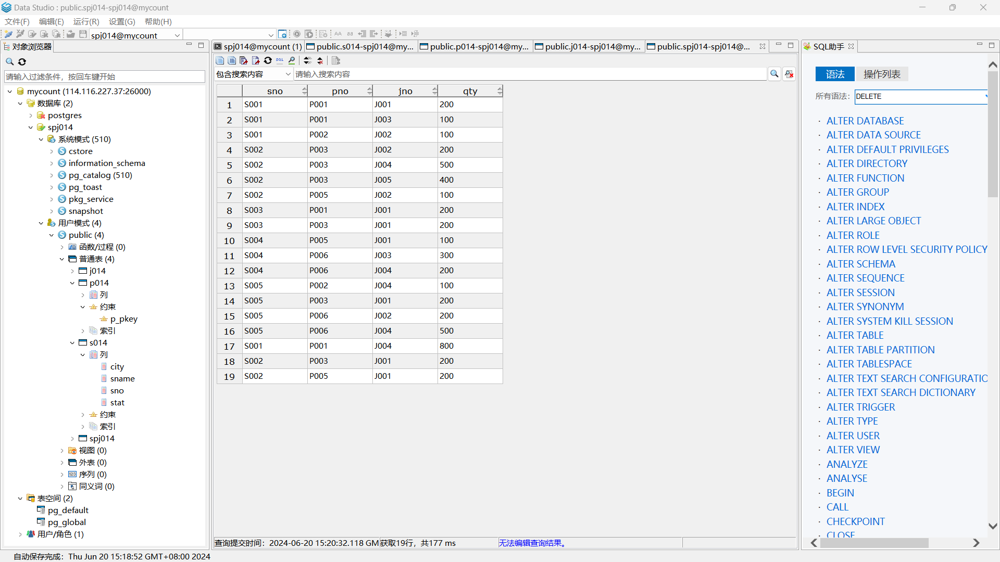 Data Studio : public.spj014-spj014@mycount
文件(F) 编辑(E) 运行(R) 设置(G) 帮助(H)
spj014@mycount
对象浏览器
请输入过滤条件，按回车键开始
mycount (114.116.227.37:26000)
数据库 (2)
postgres
spj014
系统模式 (510)
cstore
information_schema
pg_catalog (510)
pg_toast
pkg_service
snapshot
用户模式 (4)
public (4)
函数/过程 (0)
普通表 (4)
j014
p014
列
约束
p_pkey
索引
s014
列
city
sname
sno
stat
约束
索引
spj014
视图 (0)
外表 (0)
序列 (0)
同义词 (0)
表空间 (2)
pg_default
pg_global
用户/角色 (1)
spj014@mycount (1) public.s014-spj014@my... public.p014-spj014@my... public.j014-spj014@my... public.spj014-spj014@...
包含搜索内容 请输入搜索内容
sno pno jno qty
1 S001 P001 J001 200
2 S001 P001 J003 100
3 S001 P002 J002 100
4 S002 P003 J002 200
5 S002 P003 J004 500
6 S002 P003 J005 400
7 S002 P005 J002 100
8 S003 P001 J001 200
9 S003 P003 J001 200
10 S004 P005 J001 100
11 S004 P006 J003 300
12 S004 P006 J004 200
13 S005 P002 J004 100
14 S005 P003 J001 200
15 S005 P006 J002 200
16 S005 P006 J004 500
17 S001 P001 J004 800
18 S002 P003 J001 200
19 S002 P005 J001 200
查询提交时间：2024-06-20 15:20:32.118 GM 获取19行，共177 ms 无法编辑查询结果。
SQL助手
语法 操作列表
所有语法: DELETE
· ALTER DATABASE
· ALTER DATA SOURCE
· ALTER DEFAULT PRIVILEGES
· ALTER DIRECTORY
· ALTER FUNCTION
· ALTER GROUP
· ALTER INDEX
· ALTER LARGE OBJECT
· ALTER ROLE
· ALTER ROW LEVEL SECURITY POLICY
· ALTER SCHEMA
· ALTER SEQUENCE
· ALTER SESSION
· ALTER SYNONYM
· ALTER SYSTEM KILL SESSION
· ALTER TABLE
· ALTER TABLE PARTITION
· ALTER TABLESPACE
· ALTER TEXT SEARCH CONFIGURATIO
· ALTER TEXT SEARCH DICTIONARY
· ALTER TRIGGER
· ALTER TYPE
· ALTER USER
· ALTER VIEW
· ANALYZE
· ANALYSE
· BEGIN
· CALL
· CHECKPOINT
· CLOSE
自动保存完成：Thu Jun 20 15:18:52 GMT+08:00 2024